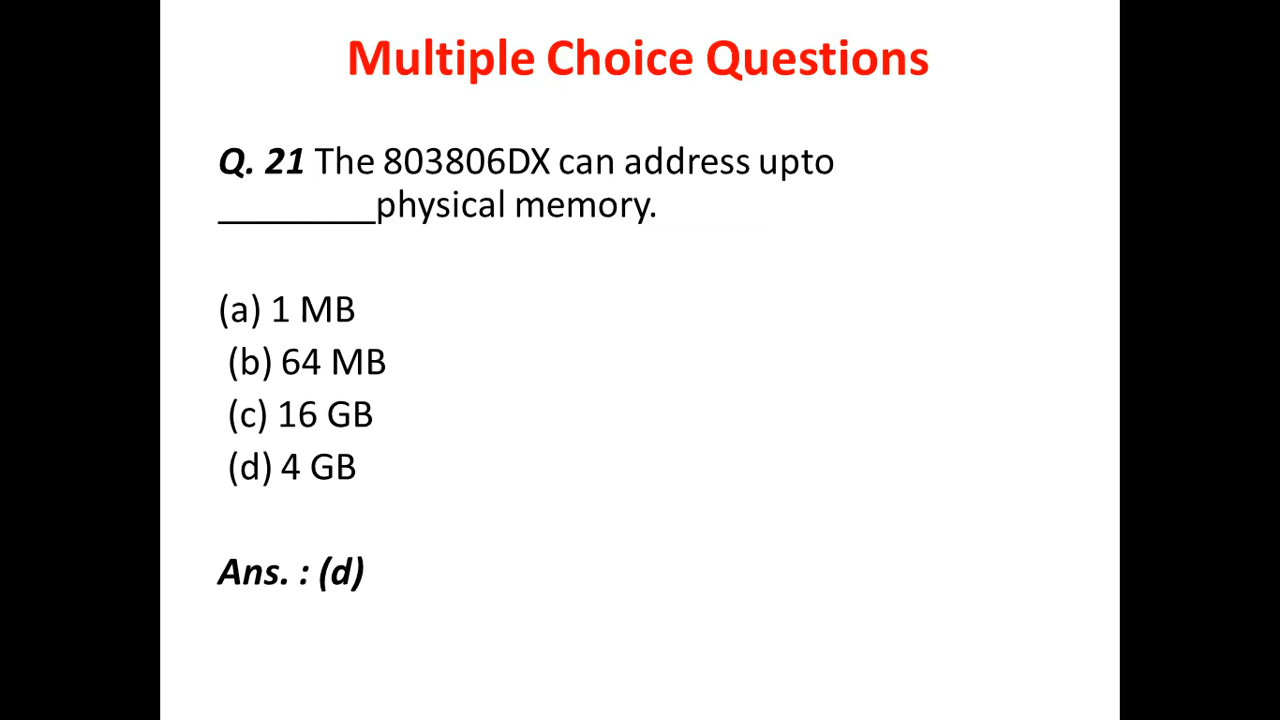 Multiple Choice Questions
Q. 21 The 803806DX can address upto
________physical memory.
(a) 1 MB
(b) 64 MB
(c) 16 GB
(d) 4 GB
Ans. : (d)